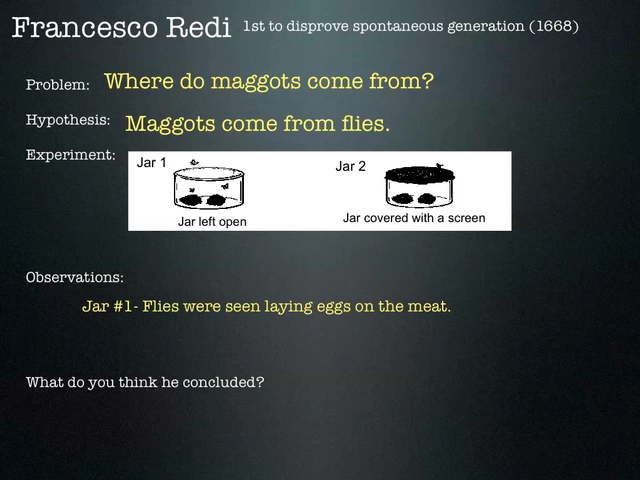 Francesco Redi 1st to disprove spontaneous generation (1668)
Problem: Where do maggots come from?
Hypothesis: Maggots come from flies.
Experiment:
Jar 1
Jar 2
Jar left open
Jar covered with a screen
Observations:
Jar #1- Flies were seen laying eggs on the meat.
What do you think he concluded?